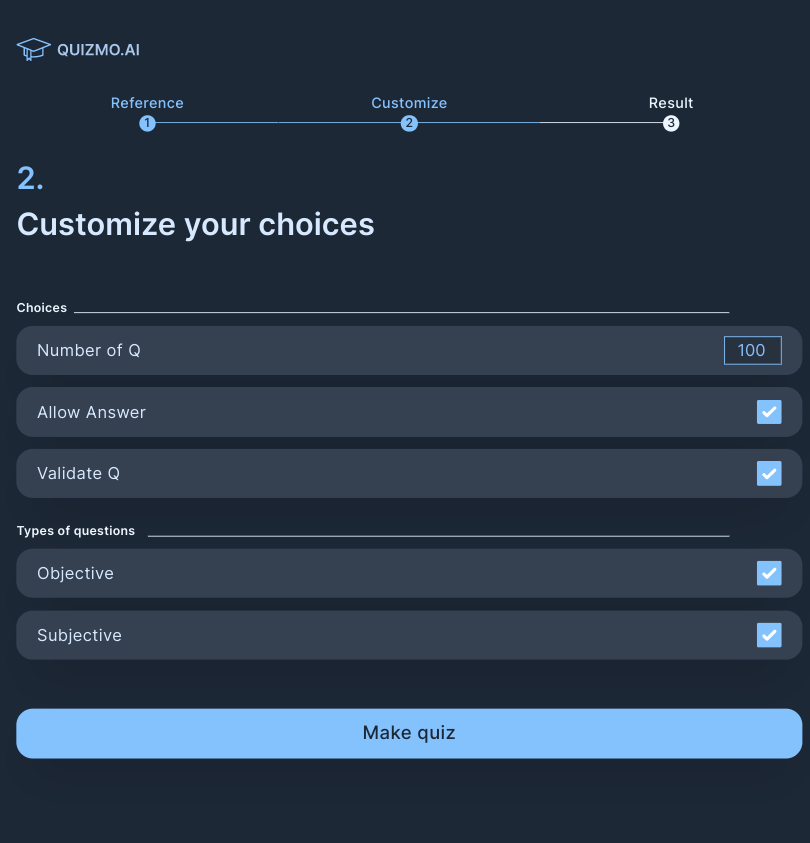 QUIZMO.AI
Reference Customize Result
1 2 3
2.
Customize your choices
Choices
Number of Q 100
Allow Answer
Validate Q
Types of questions
Objective
Subjective
Make quiz